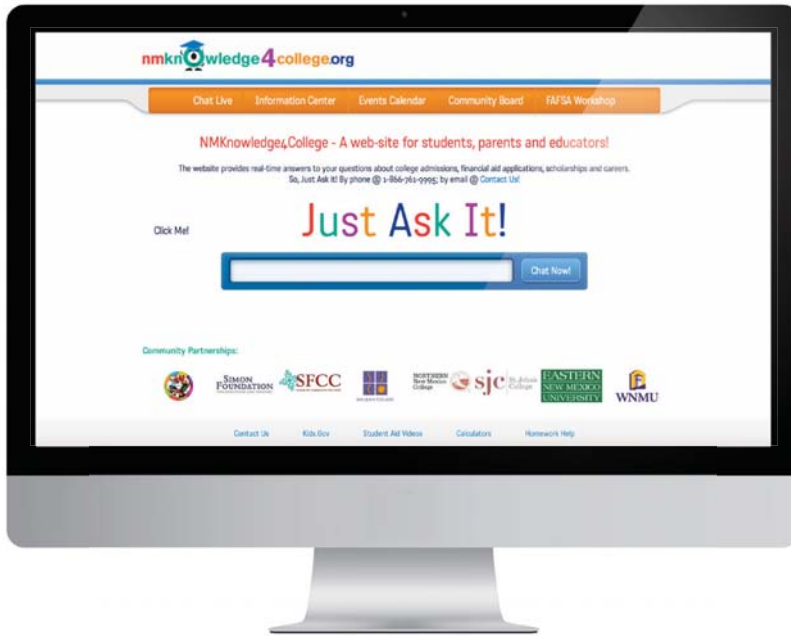 nmknowledge4college.org
Chat Live Information Center Events Calendar Community Board FAFSA Workshop
NMKnowledge4College - A web-site for students, parents and educators!
The website provides real-time answers to your questions about college admissions, financial aid applications, scholarships and careers.
So, Just Ask it! By phone @ 1-866-761-9995; by email @ Contact Us!
Click Me!
Just Ask It!
Chat Now!
Community Partnerships:
SIMON FOUNDATION
SFCC
SJC
NORTHERN New Mexico College
sjc St. John's College
EASTERN NEW MEXICO UNIVERSITY
WNMU
Contact Us Kids.Gov Student Aid Videos Calculators Homework Help